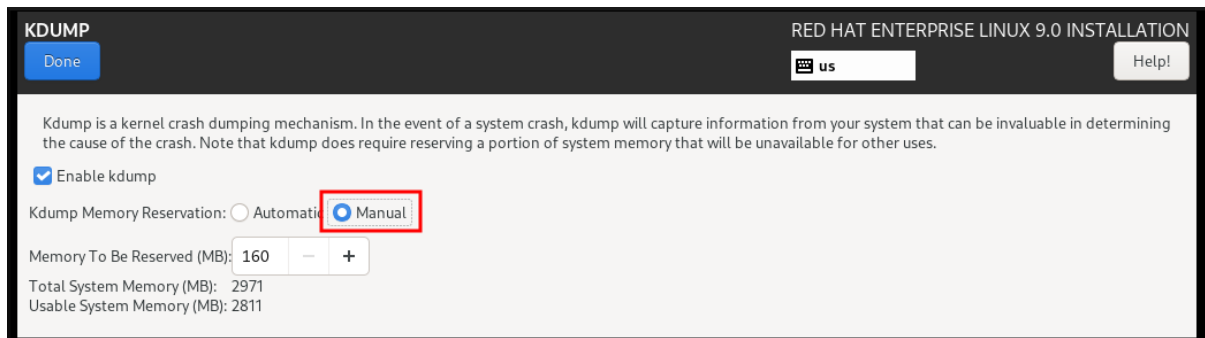 KDUMP
RED HAT ENTERPRISE LINUX 9.0 INSTALLATION
Done
us
Help!
Kdump is a kernel crash dumping mechanism. In the event of a system crash, kdump will capture information from your system that can be invaluable in determining
the cause of the crash. Note that kdump does require reserving a portion of system memory that will be unavailable for other uses.
Enable kdump
Kdump Memory Reservation: Automatic Manual
Memory To Be Reserved (MB): 160 − +
Total System Memory (MB): 2971
Usable System Memory (MB): 2811